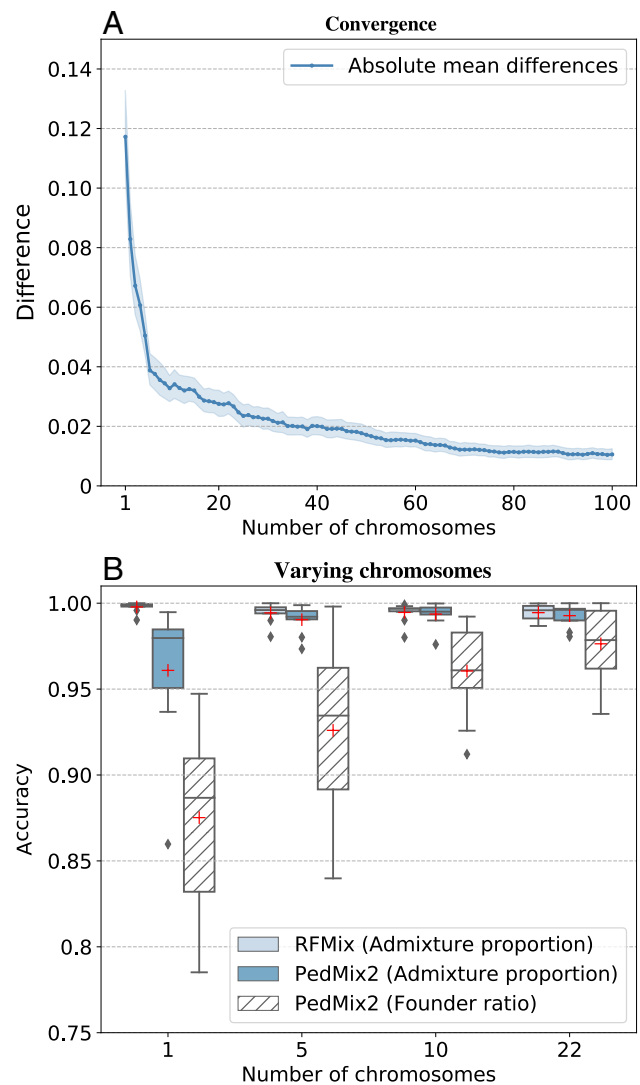 A
Convergence
Absolute mean differences
0.14
0.12
0.10
0.08
0.06
0.04
0.02
0
Difference
1
20
40
60
80
100
Number of chromosomes
B
Varying chromosomes
1.00
0.95
0.90
0.85
0.8
0.75
Accuracy
RFMix (Admixture proportion)
PedMix2 (Admixture proportion)
PedMix2 (Founder ratio)
1
5
10
22
Number of chromosomes